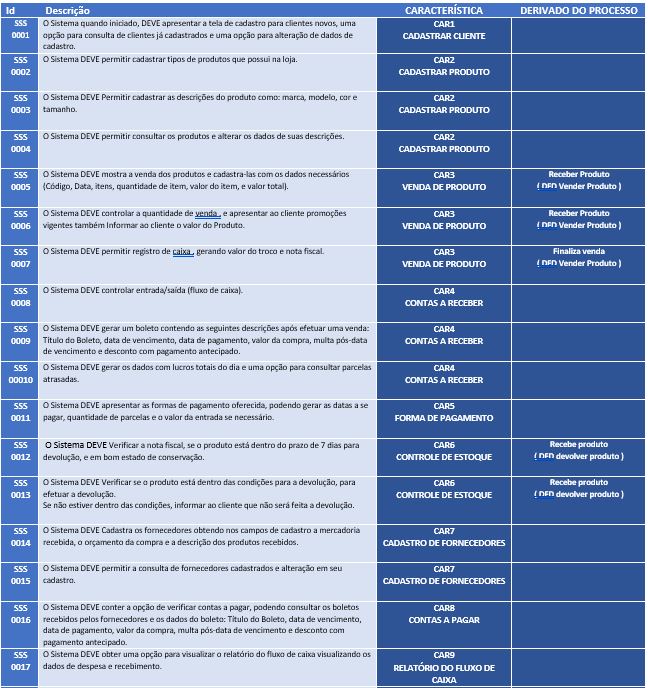 Id Descrição CARACTERÍSTICA DERIVADO DO PROCESSO
SSS 0001
O Sistema quando iniciado, DEVE apresentar a tela de cadastro para clientes novos, uma
opção para consulta de clientes já cadastrados e uma opção para alteração de dados de
cadastro.
CAR1
CADASTRAR CLIENTE
SSS 0002
O Sistema DEVE permitir cadastrar tipos de produtos que possui na loja.
CAR2
CADASTRAR PRODUTO
SSS 0003
O Sistema DEVE Permitir cadastrar as descrições do produto como: marca, modelo, cor e
tamanho.
CAR2
CADASTRAR PRODUTO
SSS 0004
O Sistema DEVE permitir consultar os produtos e alterar os dados de suas descrições.
CAR2
CADASTRAR PRODUTO
SSS 0005
O Sistema DEVE mostra a venda dos produtos e cadastra-las com os dados necessários
(Código, Data, itens, quantidade de item, valor do item, e valor total).
CAR3
VENDA DE PRODUTO
Receber Produto
( DFD Vender Produto )
SSS 0006
O Sistema DEVE controlar a quantidade de venda , e apresentar ao cliente promoções
vigentes também Informar ao cliente o valor do Produto.
CAR3
VENDA DE PRODUTO
Receber Produto
( DFD Vender Produto )
SSS 0007
O Sistema DEVE permitir registro de caixa , gerando valor do troco e nota fiscal.
CAR3
VENDA DE PRODUTO
Finaliza venda
( DFD Vender Produto )
SSS 0008
O Sistema DEVE controlar entrada/saída (fluxo de caixa).
CAR4
CONTAS A RECEBER
SSS 0009
O Sistema DEVE gerar um boleto contendo as seguintes descrições após efetuar uma venda:
Título do Boleto, data de vencimento, data de pagamento, valor da compra, multa pós-data
de vencimento e desconto com pagamento antecipado.
CAR4
CONTAS A RECEBER
SSS 00010
O Sistema DEVE gerar os dados com lucros totais do dia e uma opção para consultar parcelas
atrasadas.
CAR4
CONTAS A RECEBER
SSS 0011
O Sistema DEVE apresentar as formas de pagamento oferecida, podendo gerar as datas a se
pagar, quantidade de parcelas e o valor da entrada se necessário.
CAR5
FORMA DE PAGAMENTO
SSS 0012
O Sistema DEVE Verificar a nota fiscal, se o produto está dentro do prazo de 7 dias para
devolução, e em bom estado de conservação.
CAR6
CONTROLE DE ESTOQUE
Recebe produto
( DFD devolver produto )
SSS 0013
O Sistema DEVE Verificar se o produto está dentro das condições para a devolução, para
efetuar a devolução.
Se não estiver dentro das condições, informar ao cliente que não será feita a devolução.
CAR6
CONTROLE DE ESTOQUE
Recebe produto
( DFD devolver produto )
SSS 0014
O Sistema DEVE Cadastra os fornecedores obtendo nos campos de cadastro a mercadoria
recebida, o orçamento da compra e a descrição dos produtos recebidos.
CAR7
CADASTRO DE FORNECEDORES
SSS 0015
O Sistema DEVE permitir a consulta de fornecedores cadastrados e alteração em seu
cadastro.
CAR7
CADASTRO DE FORNECEDORES
SSS 0016
O Sistema DEVE conter a opção de verificar contas a pagar, podendo consultar os boletos
recebidos pelos fornecedores e os dados do boleto: Título do Boleto, data de vencimento,
data de pagamento, valor da compra, multa pós-data de vencimento e desconto com
pagamento antecipado.
CAR8
CONTAS A PAGAR
SSS 0017
O Sistema DEVE obter uma opção para visualizar o relatório do fluxo de caixa visualizando os
dados de despesa e recebimento.
CAR9
RELATÓRIO DO FLUXO DE
CAIXA